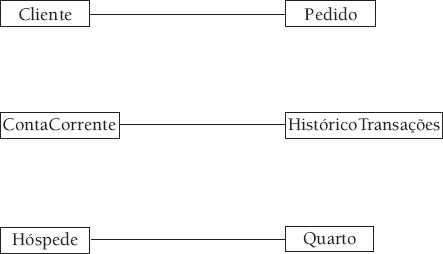 Cliente
Pedido
ContaCorrente
HistóricoTransações
Hóspede
Quarto